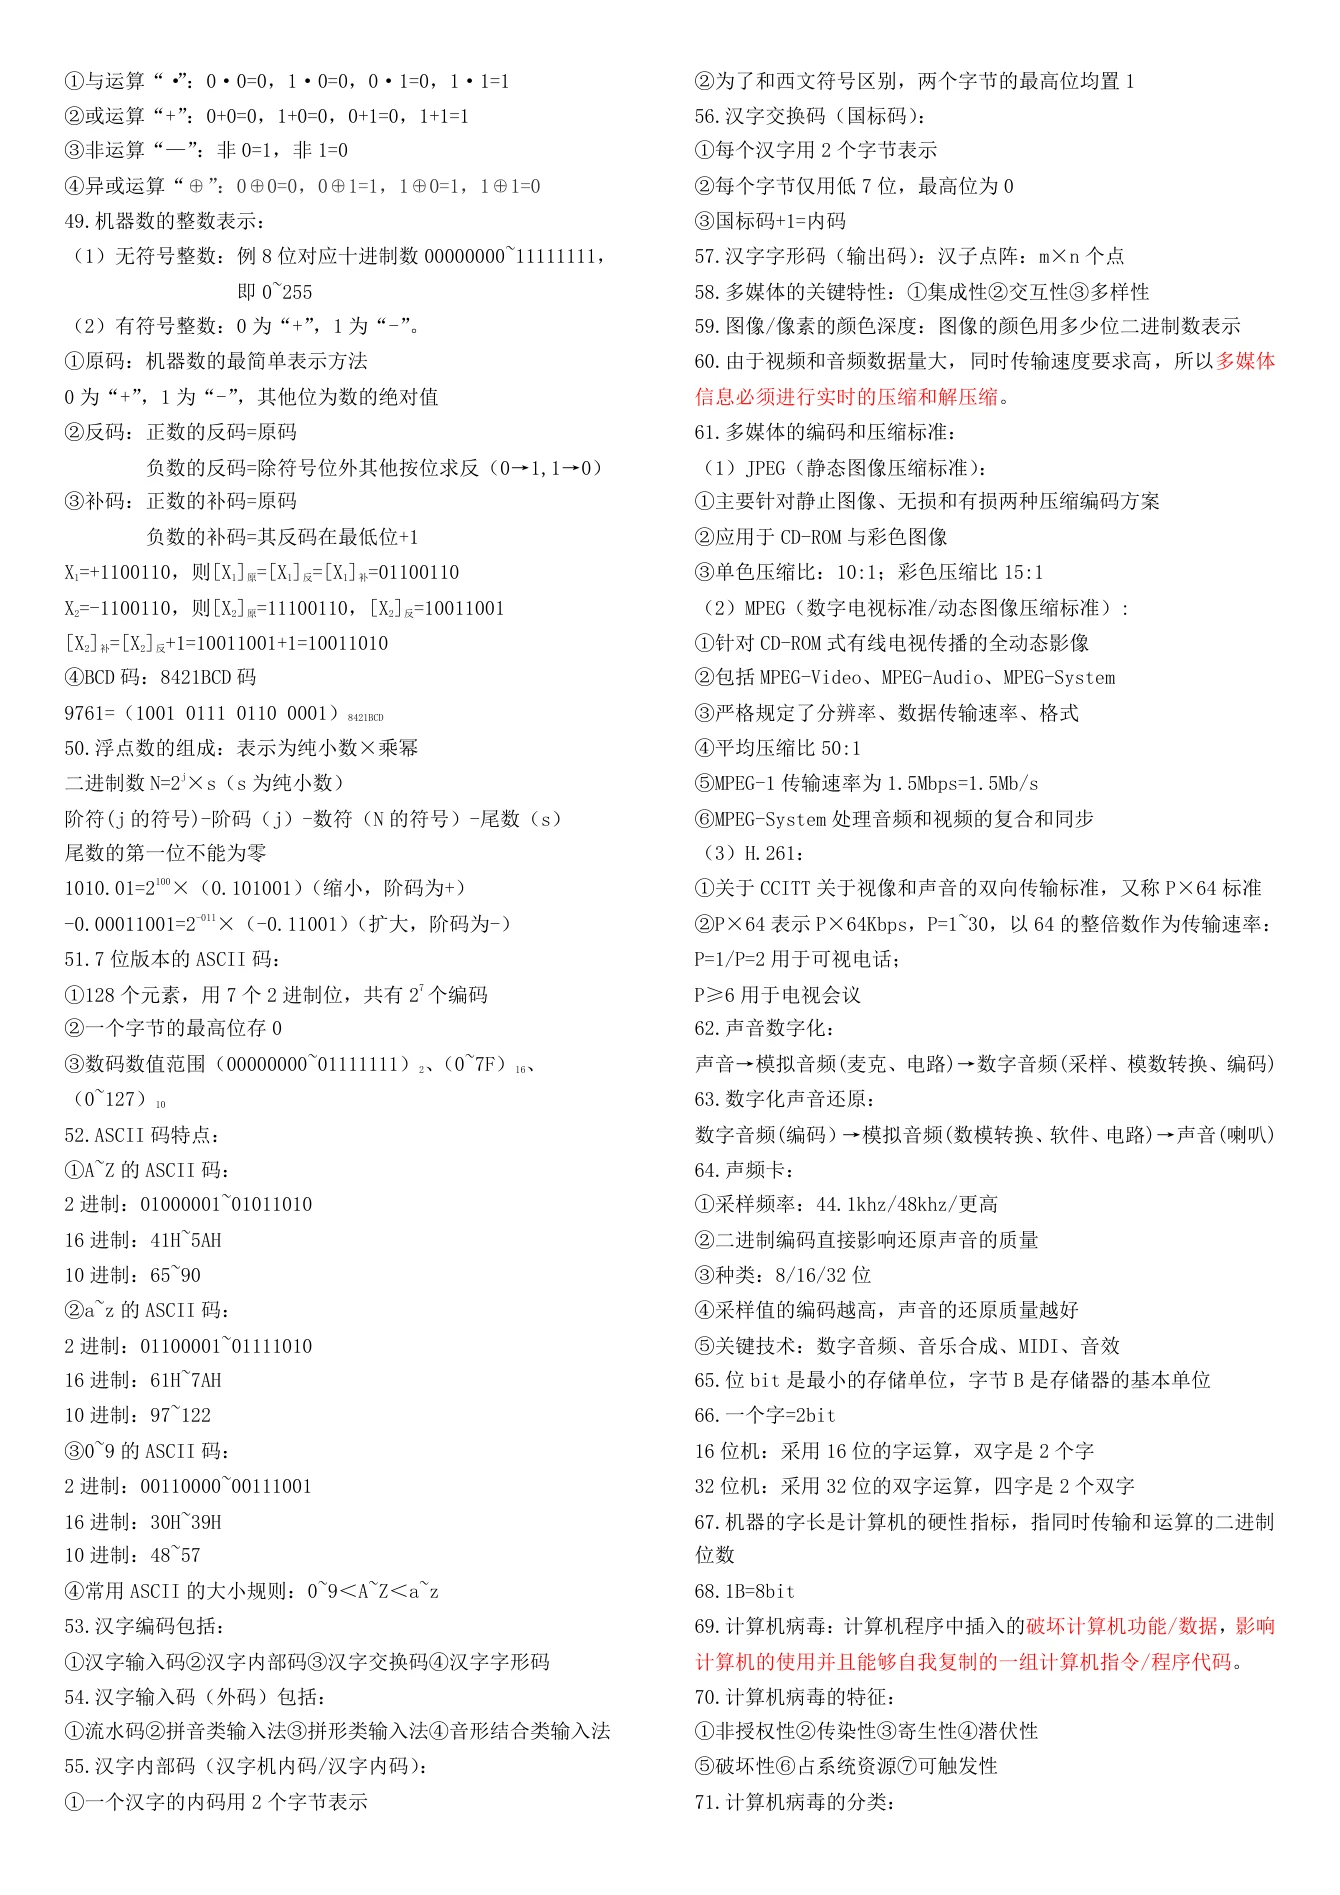 ①与运算“·”：0·0=0，1·0=0，0·1=0，1·1=1
②或运算“+”：0+0=0，1+0=0，0+1=0，1+1=1
③非运算“—”：非 0=1，非 1=0
④异或运算“⊕”：0⊕0=0，0⊕1=1，1⊕0=1，1⊕1=0
49.机器数的整数表示：
（1）无符号整数：例 8 位对应十进制数 00000000~11111111，
即 0~255
（2）有符号整数：0 为“+”，1 为“-”。
①原码：机器数的最简单表示方法
0 为“+”，1 为“-”，其他位为数的绝对值
②反码：正数的反码=原码
负数的反码=除符号位外其他按位求反（0→1,1→0）
③补码：正数的补码=原码
负数的补码=其反码在最低位+1
X₁=+1100110，则[X₁]原=[X₁]反=[X₁]补=01100110
X₂=-1100110，则[X₂]原=11100110，[X₂]反=10011001
[X₂]补=[X₂]反+1=10011001+1=10011010
④BCD 码：8421BCD 码
9761=（1001 0111 0110 0001）8421BCD
50.浮点数的组成：表示为纯小数×乘幂
二进制数 N=2ʲ×s（s 为纯小数）
阶符(j 的符号)-阶码（j）-数符（N 的符号）-尾数（s）
尾数的第一位不能为零
1010.01=2¹⁰⁰×（0.101001）（缩小，阶码为+）
-0.00011001=2⁻⁰¹¹×（-0.11001）（扩大，阶码为-）
51.7 位版本的 ASCII 码：
①128 个元素，用 7 个 2 进制位，共有 2⁷ 个编码
②一个字节的最高位存 0
③数码数值范围（00000000~01111111）₂、（0~7F）₁₆、
（0~127）₁₀
52.ASCII 码特点：
①A~Z 的 ASCII 码：
2 进制：01000001~01011010
16 进制：41H~5AH
10 进制：65~90
②a~z 的 ASCII 码：
2 进制：01100001~01111010
16 进制：61H~7AH
10 进制：97~122
③0~9 的 ASCII 码：
2 进制：00110000~00111001
16 进制：30H~39H
10 进制：48~57
④常用 ASCII 的大小规则：0~9＜A~Z＜a~z
53.汉字编码包括：
①汉字输入码②汉字内部码③汉字交换码④汉字字形码
54.汉字输入码（外码）包括：
①流水码②拼音类输入法③拼形类输入法④音形结合类输入法
55.汉字内部码（汉字机内码/汉字内码）：
①一个汉字的内码用 2 个字节表示
②为了和西文符号区别，两个字节的最高位均置 1
56.汉字交换码（国标码）：
①每个汉字用 2 个字节表示
②每个字节仅用低 7 位，最高位为 0
③国标码+1=内码
57.汉字字形码（输出码）：汉子点阵：m×n 个点
58.多媒体的关键特性：①集成性②交互性③多样性
59.图像/像素的颜色深度：图像的颜色用多少位二进制数表示
60.由于视频和音频数据量大，同时传输速度要求高，所以多媒体
信息必须进行实时的压缩和解压缩。
61.多媒体的编码和压缩标准：
（1）JPEG（静态图像压缩标准）：
①主要针对静止图像、无损和有损两种压缩编码方案
②应用于 CD-ROM 与彩色图像
③单色压缩比：10:1；彩色压缩比 15:1
（2）MPEG（数字电视标准/动态图像压缩标准）:
①针对 CD-ROM 式有线电视传播的全动态影像
②包括 MPEG-Video、MPEG-Audio、MPEG-System
③严格规定了分辨率、数据传输速率、格式
④平均压缩比 50:1
⑤MPEG-1 传输速率为 1.5Mbps=1.5Mb/s
⑥MPEG-System 处理音频和视频的复合和同步
（3）H.261：
①关于 CCITT 关于视像和声音的双向传输标准，又称 P×64 标准
②P×64 表示 P×64Kbps，P=1~30，以 64 的整倍数作为传输速率：
P=1/P=2 用于可视电话；
P≥6 用于电视会议
62.声音数字化：
声音→模拟音频(麦克、电路)→数字音频(采样、模数转换、编码)
63.数字化声音还原：
数字音频(编码）→模拟音频(数模转换、软件、电路)→声音(喇叭)
64.声频卡：
①采样频率：44.1khz/48khz/更高
②二进制编码直接影响还原声音的质量
③种类：8/16/32 位
④采样值的编码越高，声音的还原质量越好
⑤关键技术：数字音频、音乐合成、MIDI、音效
65.位 bit 是最小的存储单位，字节 B 是存储器的基本单位
66.一个字=2bit
16 位机：采用 16 位的字运算，双字是 2 个字
32 位机：采用 32 位的双字运算，四字是 2 个双字
67.机器的字长是计算机的硬性指标，指同时传输和运算的二进制
位数
68.1B=8bit
69.计算机病毒：计算机程序中插入的破坏计算机功能/数据，影响
计算机的使用并且能够自我复制的一组计算机指令/程序代码。
70.计算机病毒的特征：
①非授权性②传染性③寄生性④潜伏性
⑤破坏性⑥占系统资源⑦可触发性
71.计算机病毒的分类：